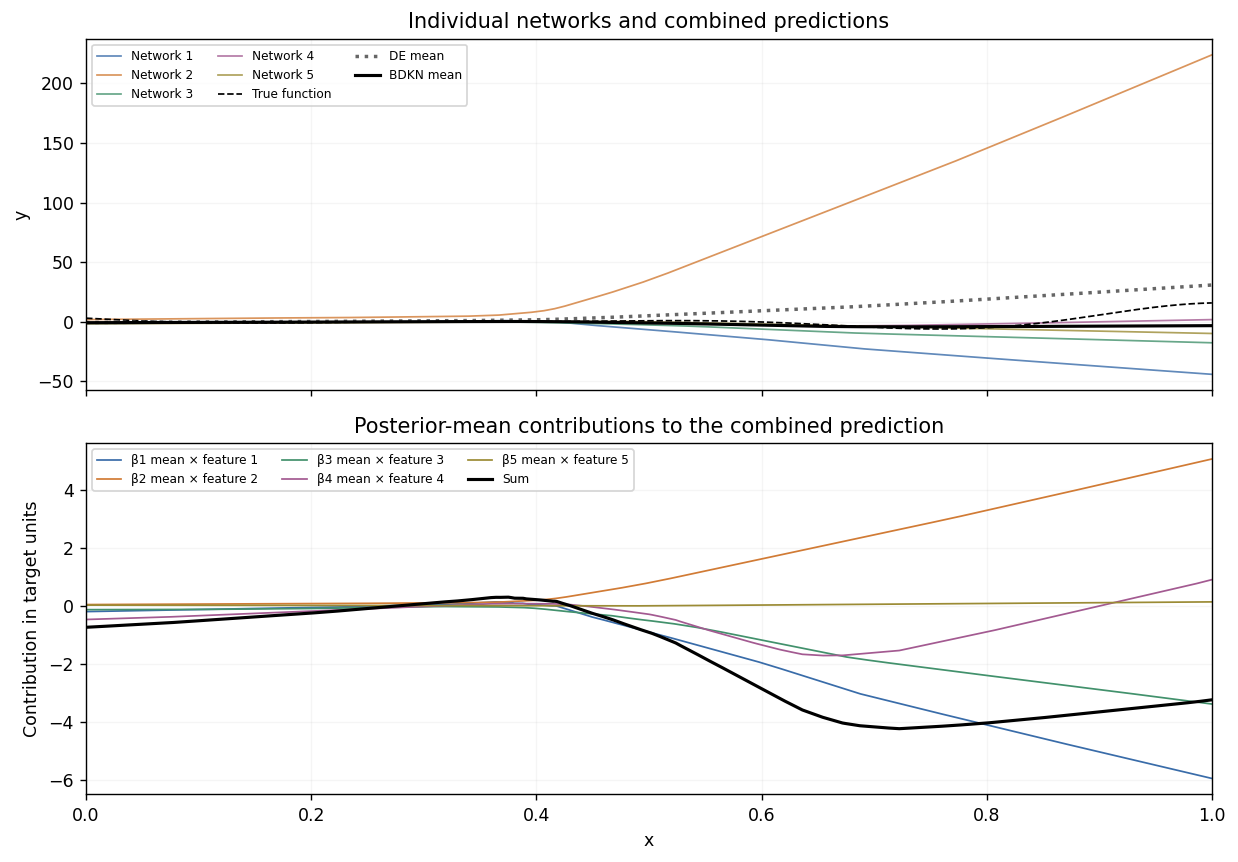 Individual networks and combined predictions
Network 1
Network 2
Network 3
Network 4
Network 5
True function
DE mean
BDKN mean
200
150
100
50
0
−50
y
Posterior-mean contributions to the combined prediction
β1 mean × feature 1
β2 mean × feature 2
β3 mean × feature 3
β4 mean × feature 4
β5 mean × feature 5
Sum
4
2
0
−2
−4
−6
Contribution in target units
0.0 0.2 0.4 0.6 0.8 1.0
x